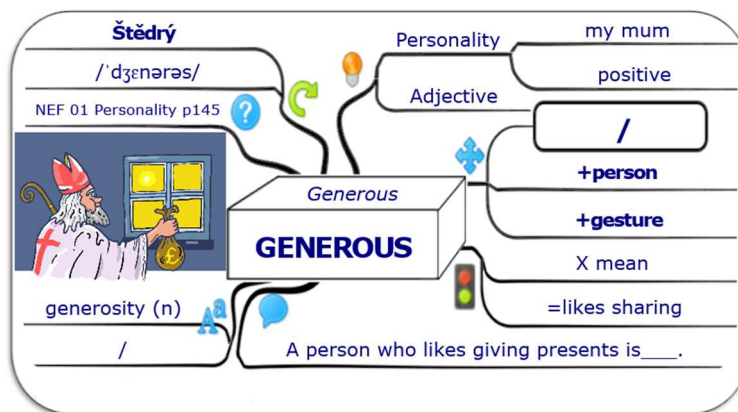 Štědrý
/ˈdʒɛnərəs/
NEF 01 Personality p145
?
£
generosity (n)
Aa
/
Personality
my mum
positive
Adjective
/
+person
+gesture
X mean
=likes sharing
Generous
GENEROUS
A person who likes giving presents is___.